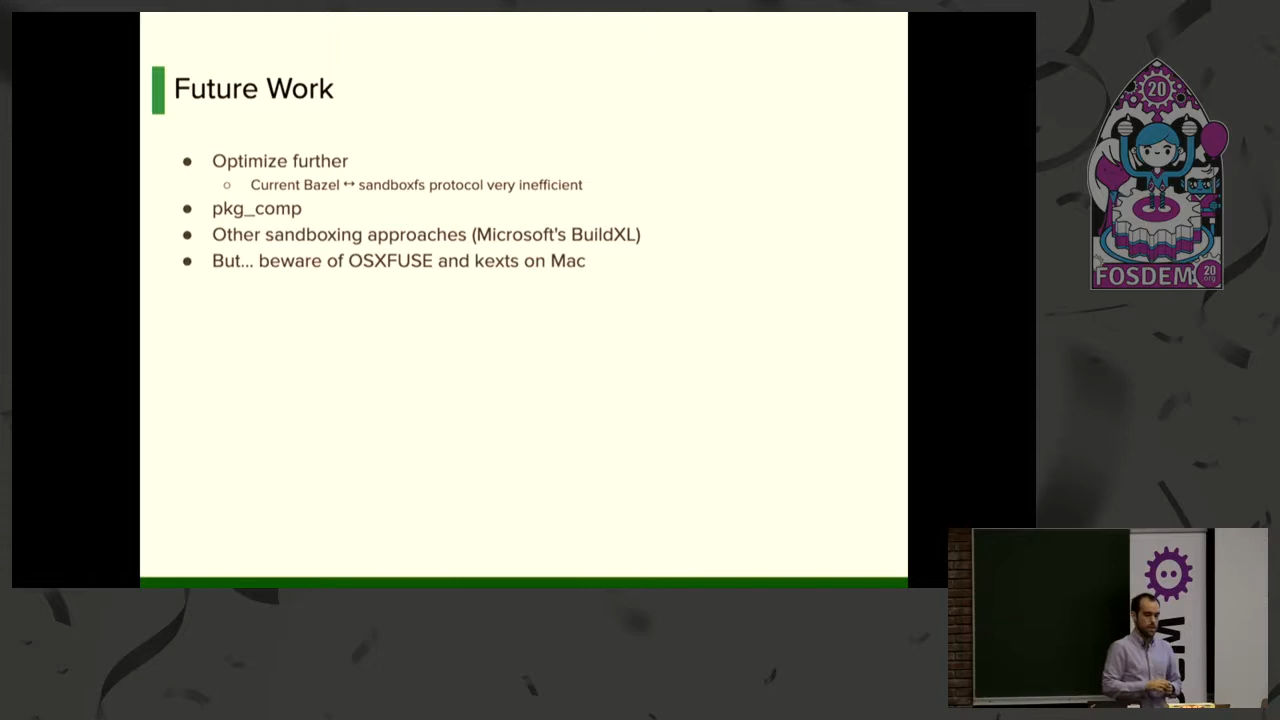 Future Work
Optimize further
Current Bazel ↔ sandboxfs protocol very inefficient
pkg_comp
Other sandboxing approaches (Microsoft's BuildXL)
But... beware of OSXFUSE and kexts on Mac
20
FOSDEM
20
.org